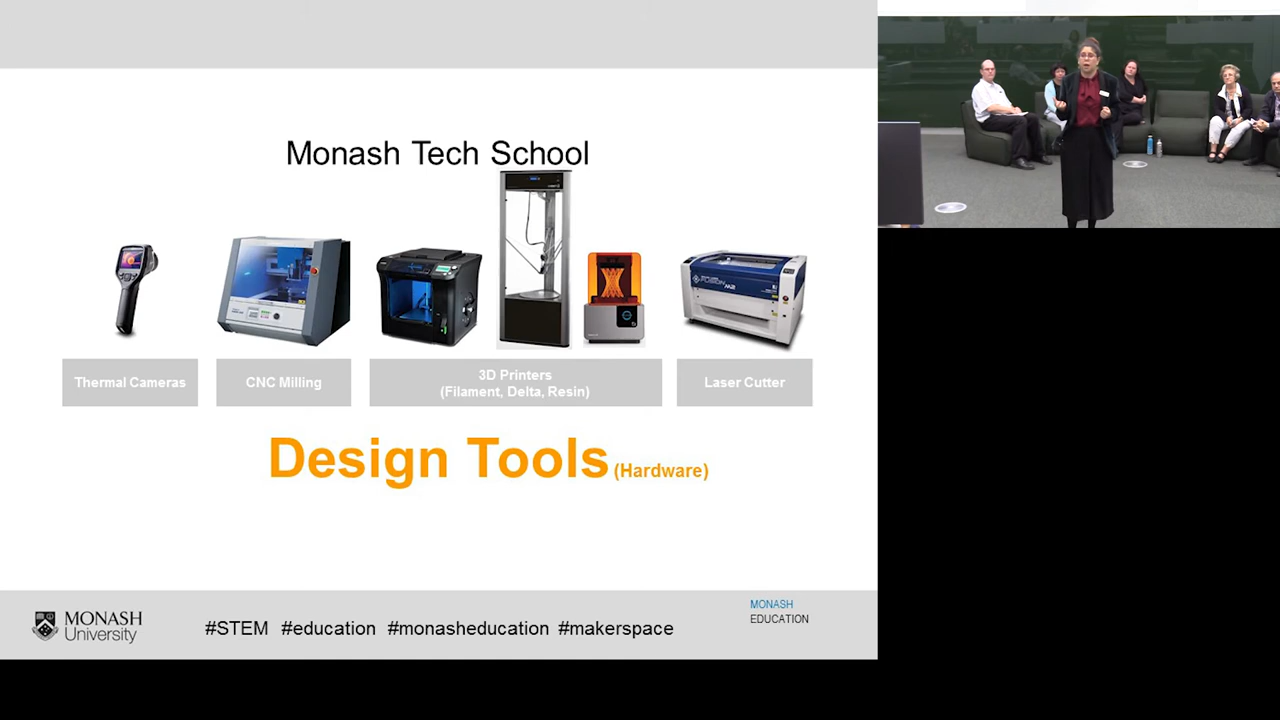 Monash Tech School
Thermal Cameras
CNC Milling
3D Printers
(Filament, Delta, Resin)
Laser Cutter
Design Tools (Hardware)
MONASH
University
#STEM #education #monasheducation #makerspace
MONASH
EDUCATION